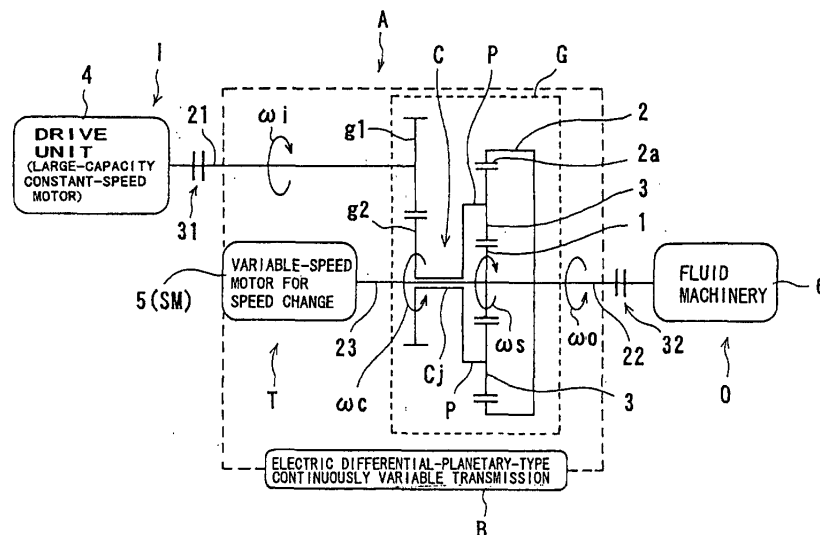 A
I
C
P
G
4
21
ωi
g1
2
DRIVE
UNIT
(LARGE-CAPACITY
CONSTANT-SPEED
MOTOR)
2a
31
g2
3
1
VARIABLE-SPEED
MOTOR FOR
SPEED CHANGE
FLUID
MACHINERY
6
5(SM)
23
ωs
ωo
22
32
T
ωc
Cj
P
3
O
ELECTRIC DIFFERENTIAL-PLANETARY-TYPE
CONTINUOUSLY VARIABLE TRANSMISSION
B